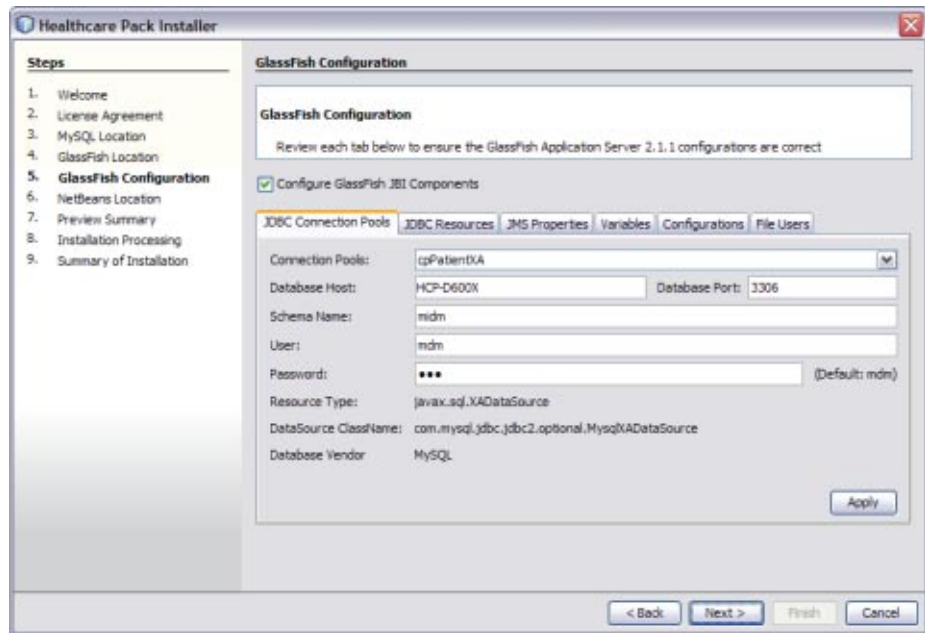 Healthcare Pack Installer
Steps
1. Welcome
2. License Agreement
3. MySQL Location
4. GlassFish Location
5. GlassFish Configuration
6. NetBeans Location
7. Preview Summary
8. Installation Processing
9. Summary of Installation
GlassFish Configuration
GlassFish Configuration
Review each tab below to ensure the GlassFish Application Server 2.1.1 configurations are correct
Configure GlassFish JBI Components
JDBC Connection Pools JDBC Resources JMS Properties Variables Configurations File Users
Connection Pools: cpPatientXA
Database Host: HCP-D600X Database Port: 3306
Schema Name: midm
User: mdm
Password: ●●● (Default: mdm)
Resource Type: javax.sql.XADataSource
DataSource ClassName: com.mysql.jdbc.jdbc2.optional.MysqlXADataSource
Database Vendor MySQL
Apply
< Back Next > Finish Cancel